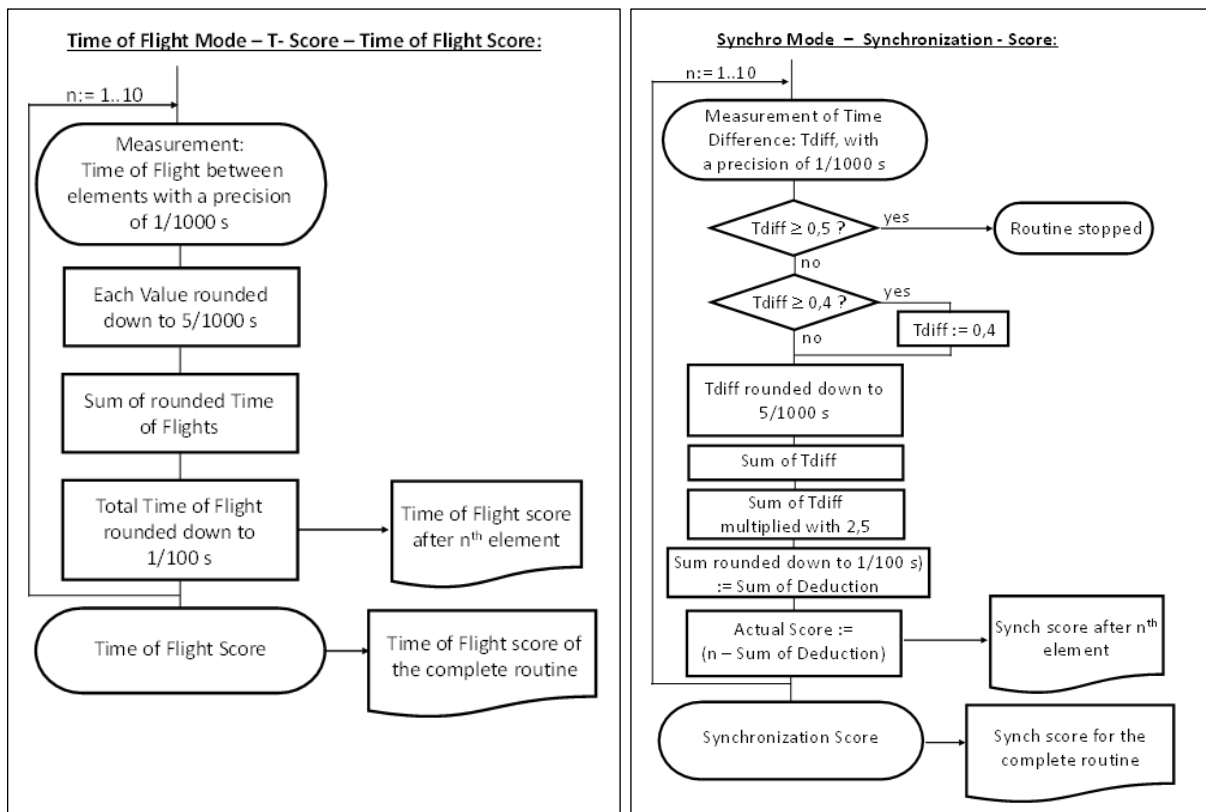 Time of Flight Mode – T- Score – Time of Flight Score:
n:= 1..10
Measurement:
Time of Flight between
elements with a precision
of 1/1000 s
Each Value rounded
down to 5/1000 s
Sum of rounded Time
of Flights
Total Time of Flight
rounded down to
1/100 s
Time of Flight score
after nth element
Time of Flight Score
Time of Flight score of
the complete routine
Synchro Mode – Synchronization - Score:
n:= 1..10
Measurement of Time
Difference: Tdiff, with
a precision of 1/1000 s
Tdiff ≥ 0,5 ?
yes
Routine stopped
no
Tdiff ≥ 0,4 ?
yes
Tdiff := 0,4
no
Tdiff rounded down to
5/1000 s
Sum of Tdiff
Sum of Tdiff
multiplied with 2,5
Sum rounded down to 1/100 s)
:= Sum of Deduction
Actual Score :=
(n – Sum of Deduction)
Synch score after nth
element
Synchronization Score
Synch score for the
complete routine